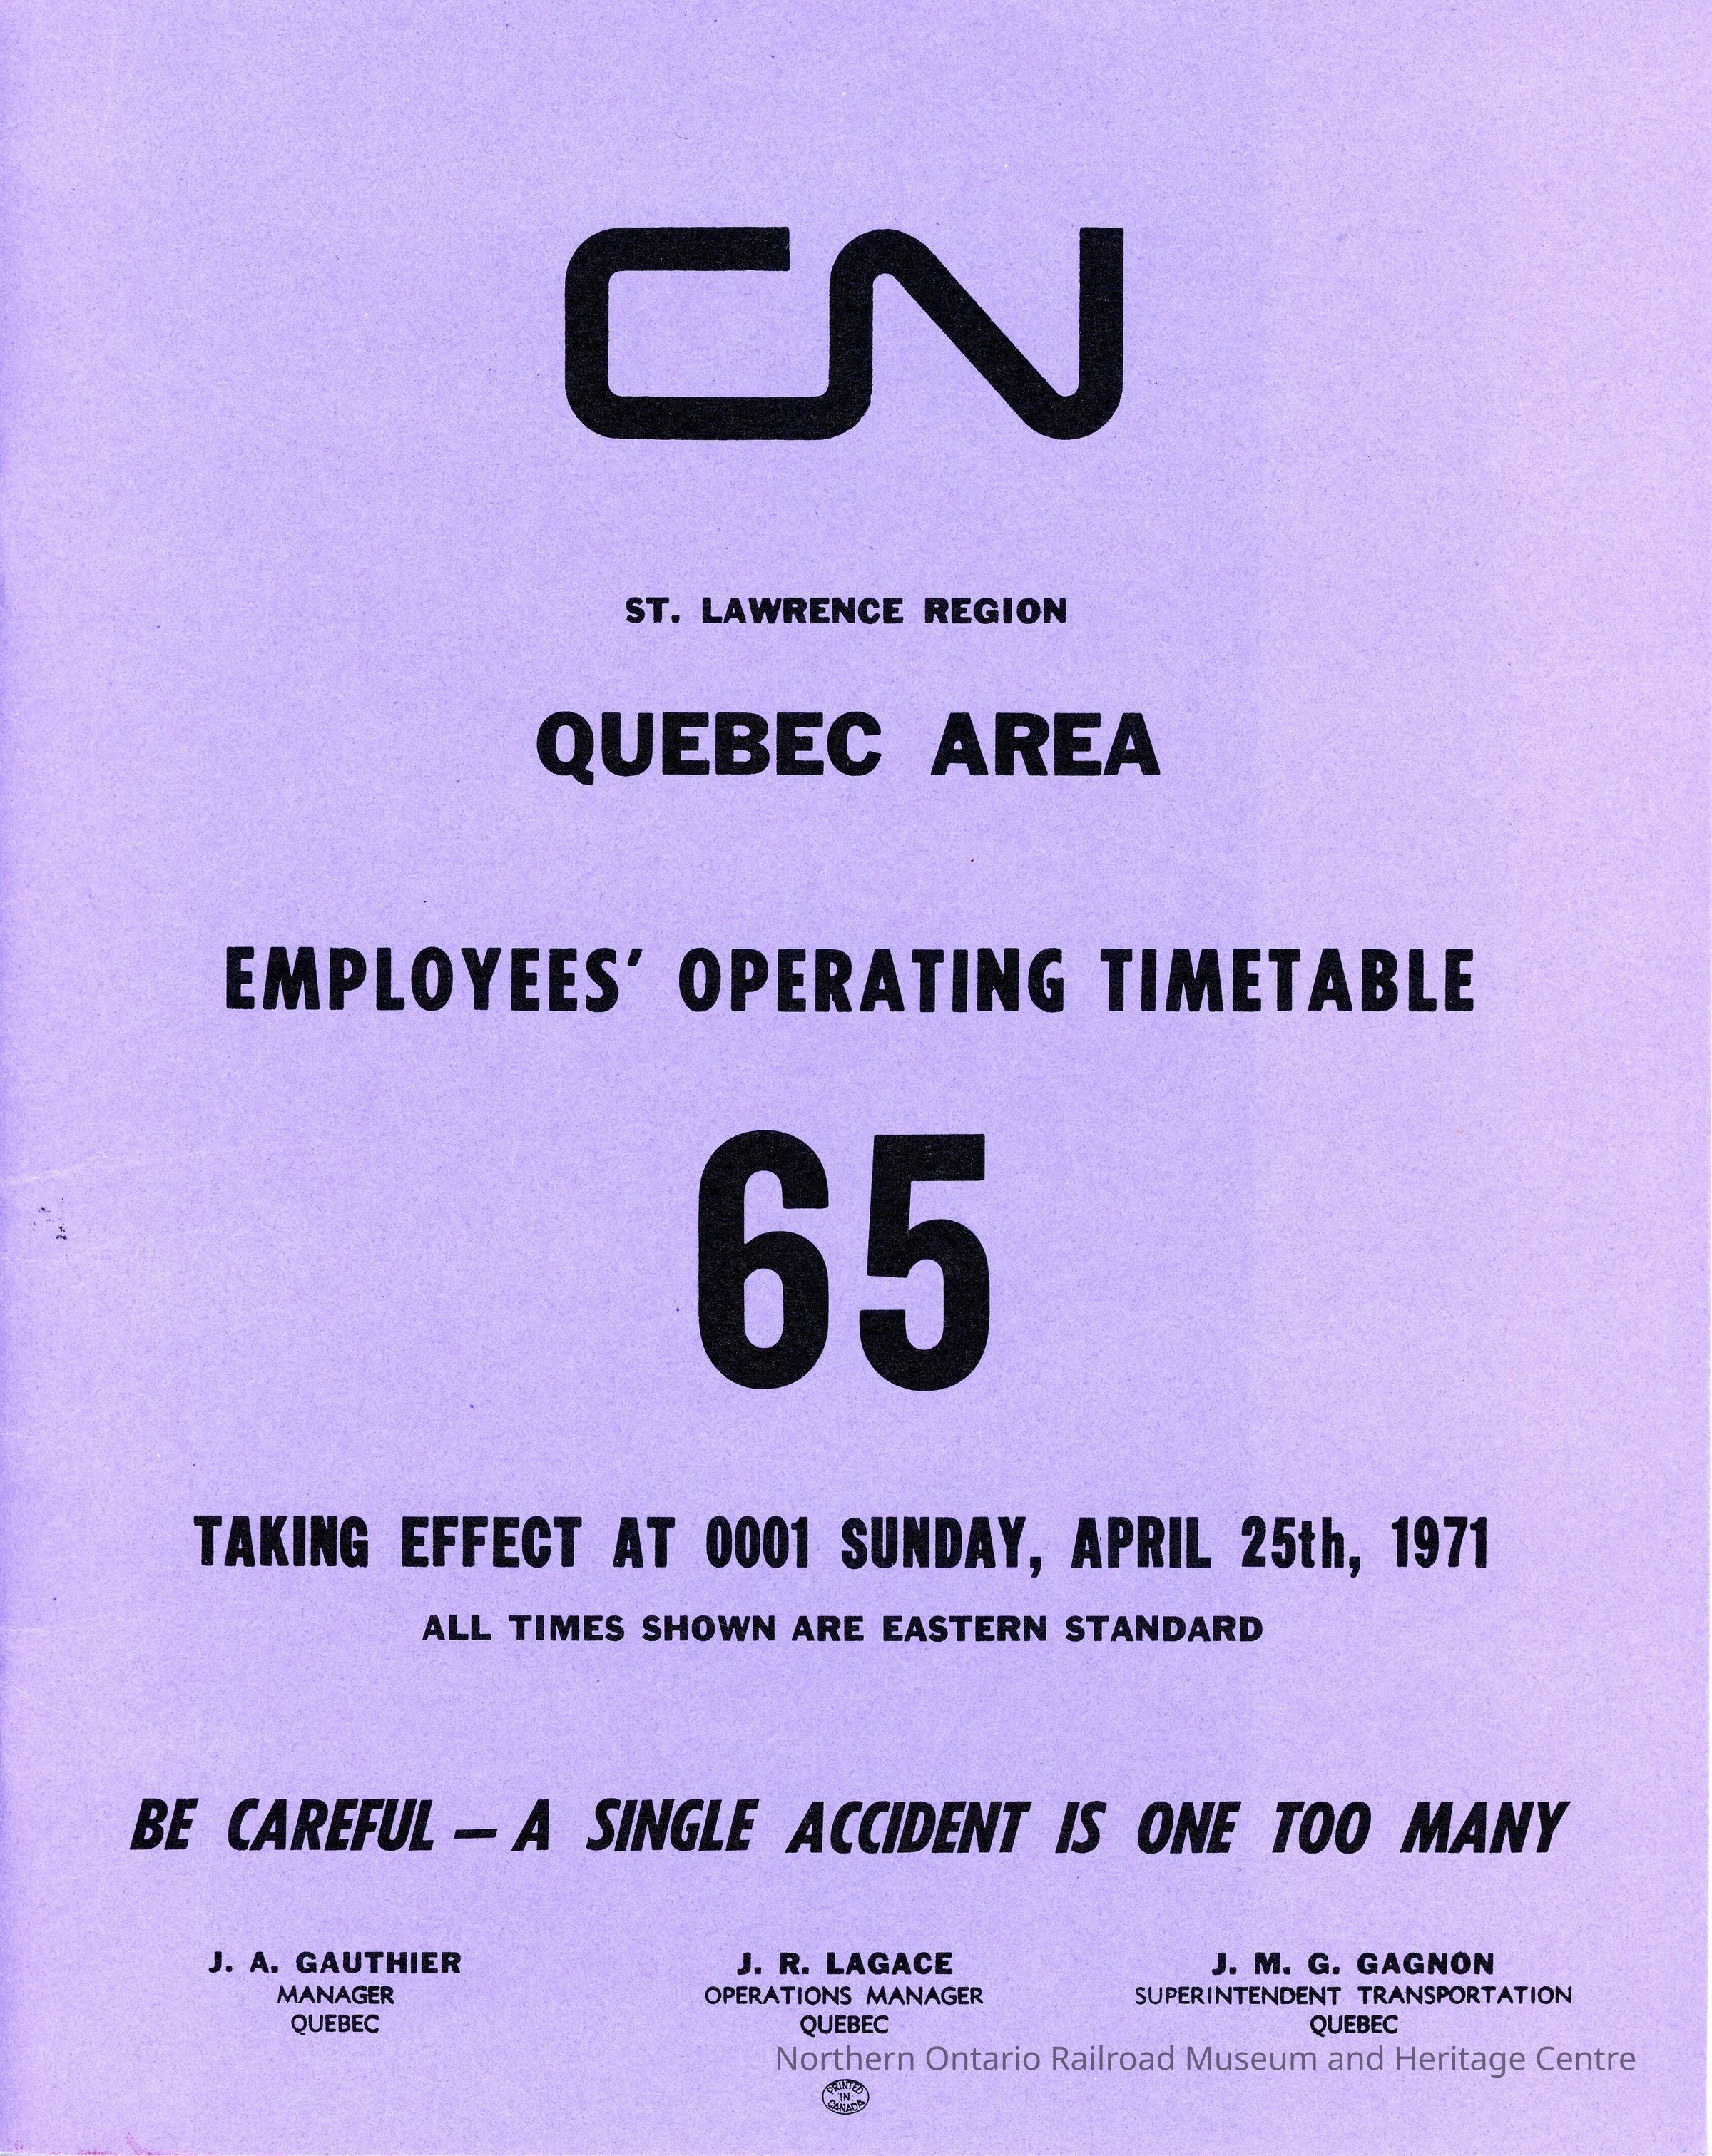 CN
ST. LAWRENCE REGION
QUEBEC AREA
EMPLOYEES' OPERATING TIMETABLE
65
TAKING EFFECT AT 0001 SUNDAY, APRIL 25th, 1971
ALL TIMES SHOWN ARE EASTERN STANDARD
BE CAREFUL — A SINGLE ACCIDENT IS ONE TOO MANY
J. A. GAUTHIER
MANAGER
QUEBEC
J. R. LAGACE
OPERATIONS MANAGER
QUEBEC
J. M. G. GAGNON
SUPERINTENDENT TRANSPORTATION
QUEBEC
Northern Ontario Railroad Museum and Heritage Centre
PRINTED
IN
CANADA